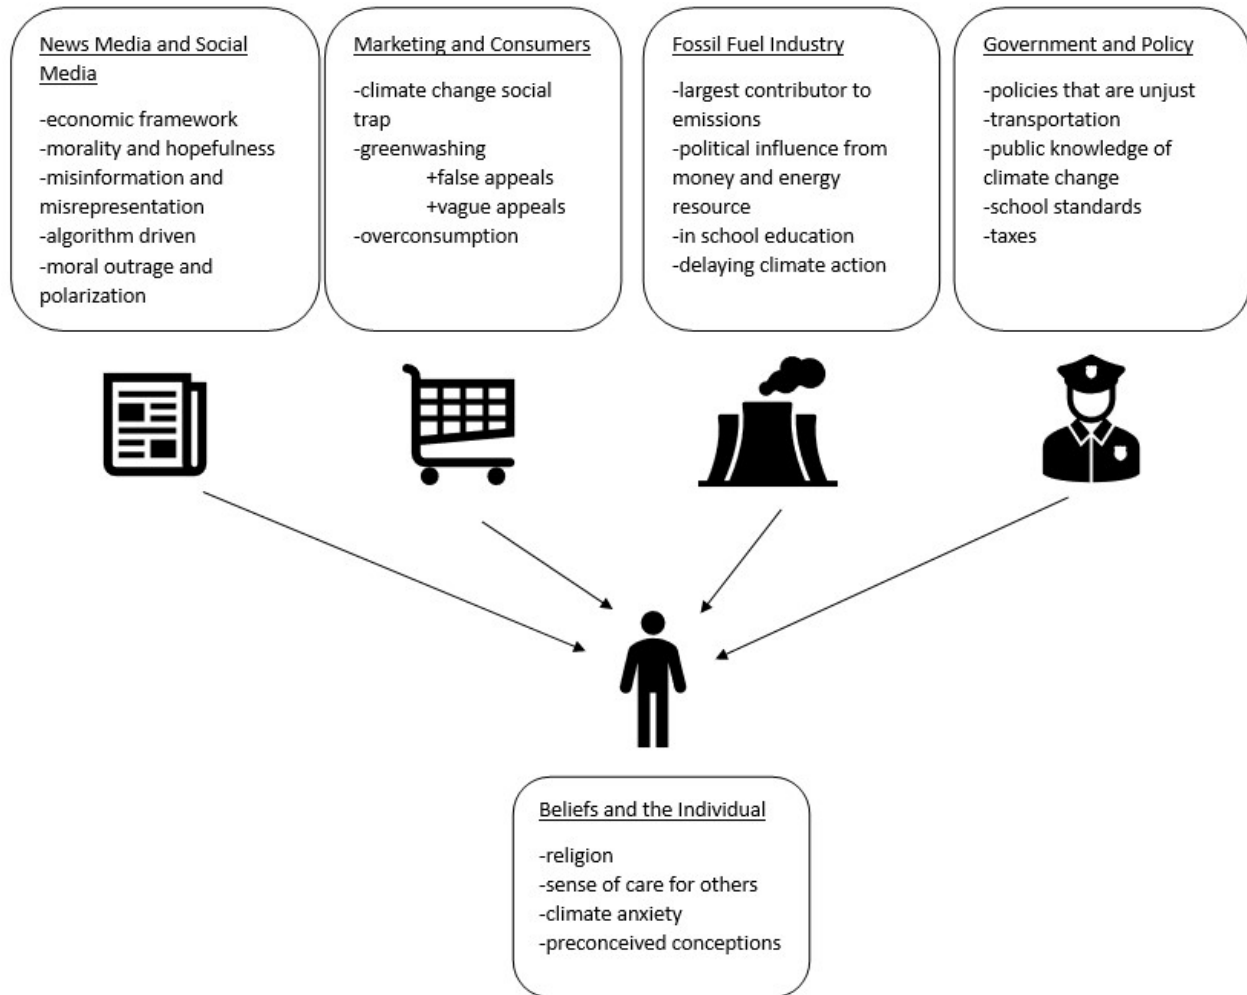 News Media and Social
Media
-economic framework
-morality and hopefulness
-misinformation and
misrepresentation
-algorithm driven
-moral outrage and
polarization
Marketing and Consumers
-climate change social
trap
-greenwashing
+false appeals
+vague appeals
-overconsumption
Fossil Fuel Industry
-largest contributor to
emissions
-political influence from
money and energy
resource
-in school education
-delaying climate action
Government and Policy
-policies that are unjust
-transportation
-public knowledge of
climate change
-school standards
-taxes
Beliefs and the Individual
-religion
-sense of care for others
-climate anxiety
-preconceived conceptions